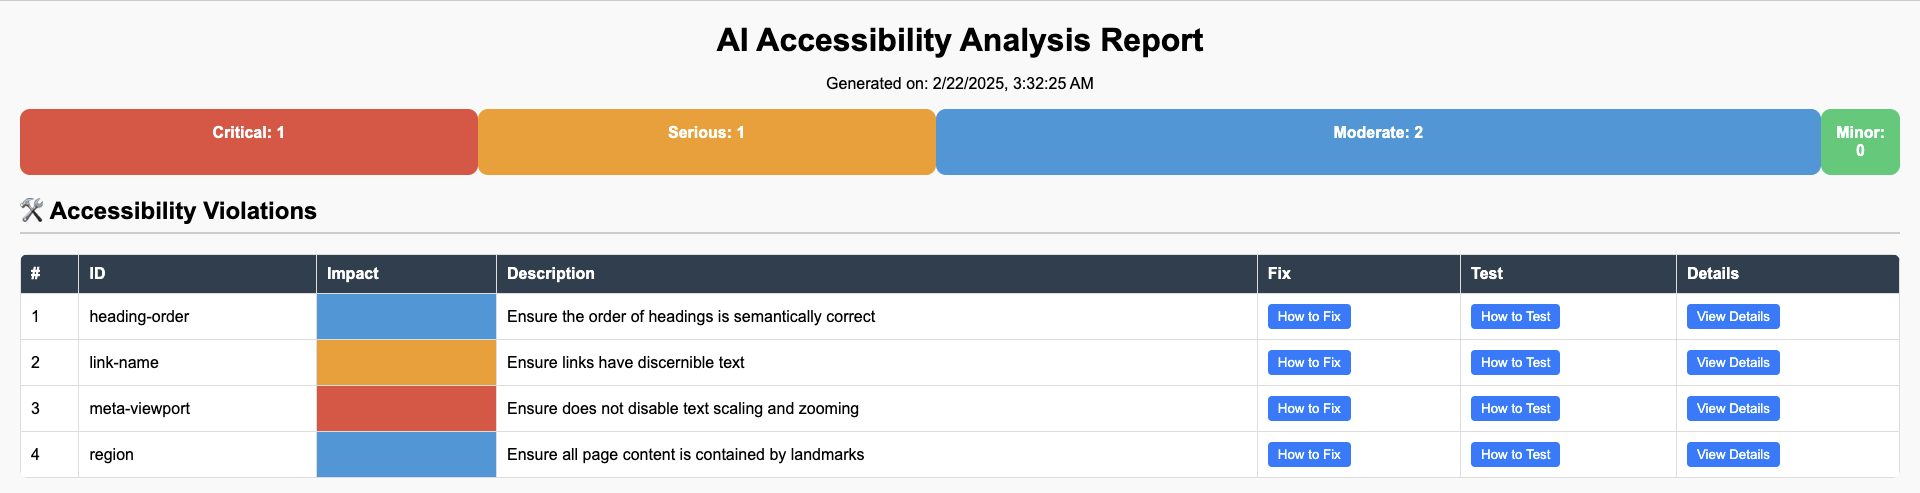 AI Accessibility Analysis Report
Generated on: 2/22/2025, 3:32:25 AM
Critical: 1
Serious: 1
Moderate: 2
Minor:
0
🛠️ Accessibility Violations
# ID Impact Description Fix Test Details
1 heading-order Ensure the order of headings is semantically correct How to Fix How to Test View Details
2 link-name Ensure links have discernible text How to Fix How to Test View Details
3 meta-viewport Ensure does not disable text scaling and zooming How to Fix How to Test View Details
4 region Ensure all page content is contained by landmarks How to Fix How to Test View Details